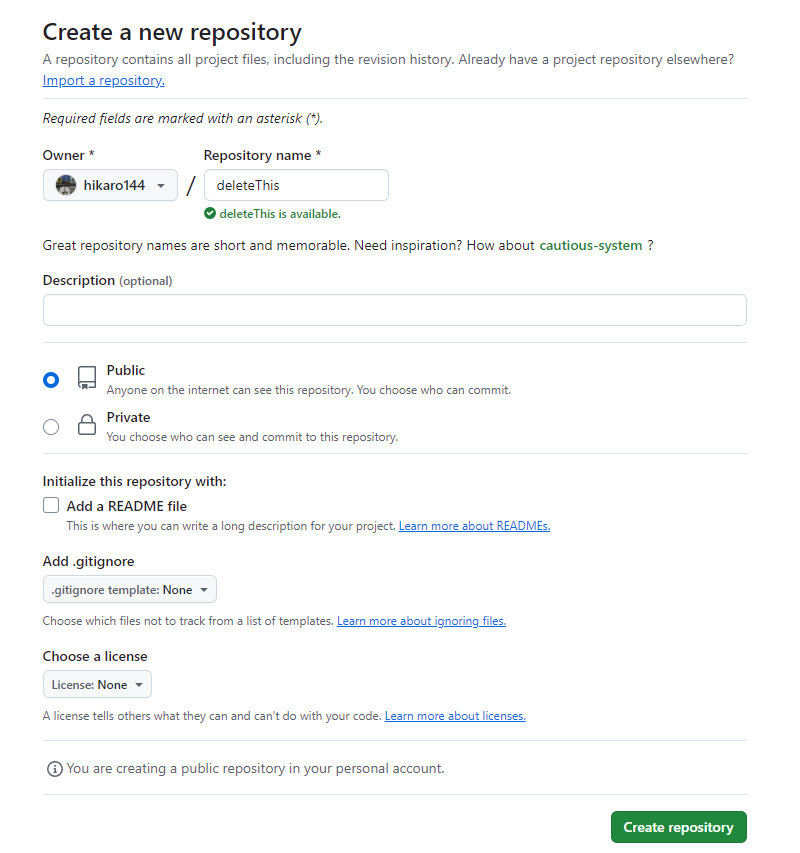 Create a new repository
A repository contains all project files, including the revision history. Already have a project repository elsewhere?
Import a repository.
Required fields are marked with an asterisk (*).
Owner * Repository name *
hikaro144 / deleteThis
deleteThis is available.
Great repository names are short and memorable. Need inspiration? How about cautious-system ?
Description (optional)
Public
Anyone on the internet can see this repository. You choose who can commit.
Private
You choose who can see and commit to this repository.
Initialize this repository with:
Add a README file
This is where you can write a long description for your project. Learn more about READMEs.
Add .gitignore
.gitignore template: None
Choose which files not to track from a list of templates. Learn more about ignoring files.
Choose a license
License: None
A license tells others what they can and can't do with your code. Learn more about licenses.
You are creating a public repository in your personal account.
Create repository